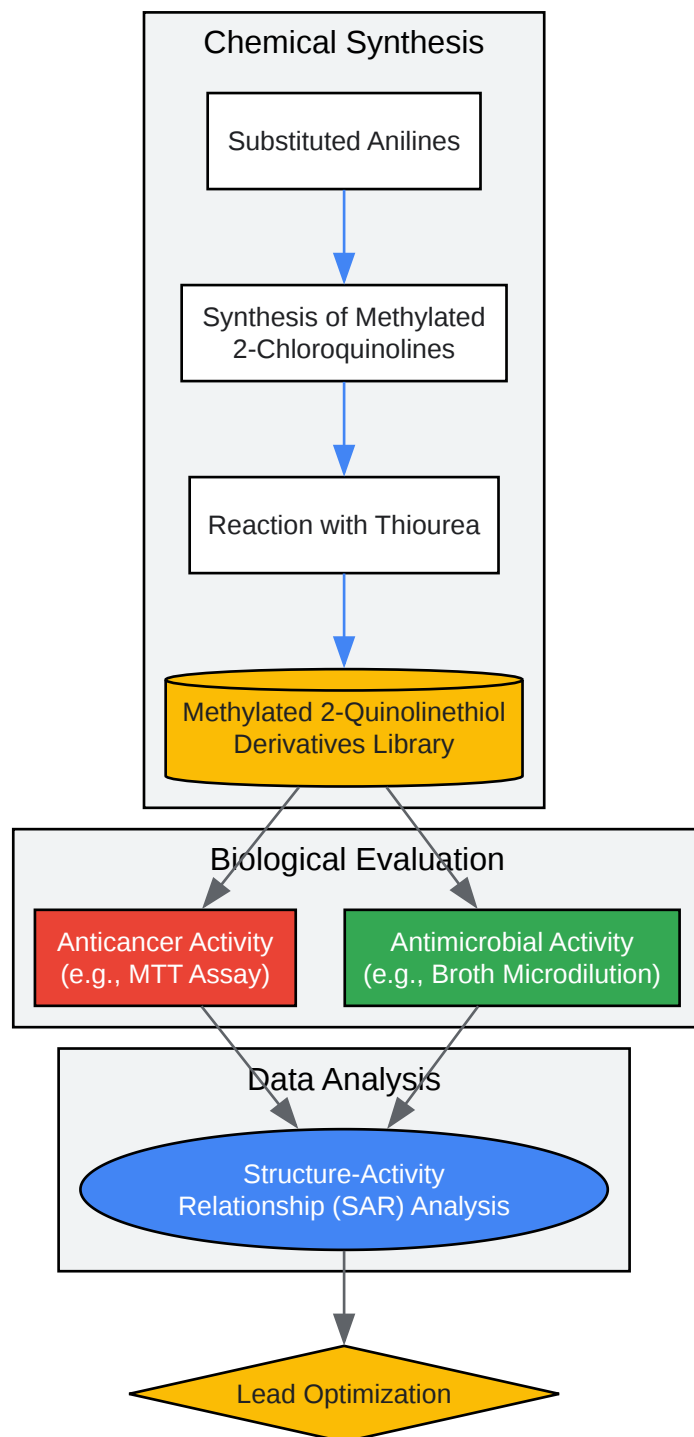 Chemical Synthesis
Substituted Anilines
Synthesis of Methylated
2-Chloroquinolines
Reaction with Thiourea
Methylated 2-Quinolinethiol
Derivatives Library
Biological Evaluation
Anticancer Activity
(e.g., MTT Assay)
Antimicrobial Activity
(e.g., Broth Microdilution)
Data Analysis
Structure-Activity
Relationship (SAR) Analysis
Lead Optimization